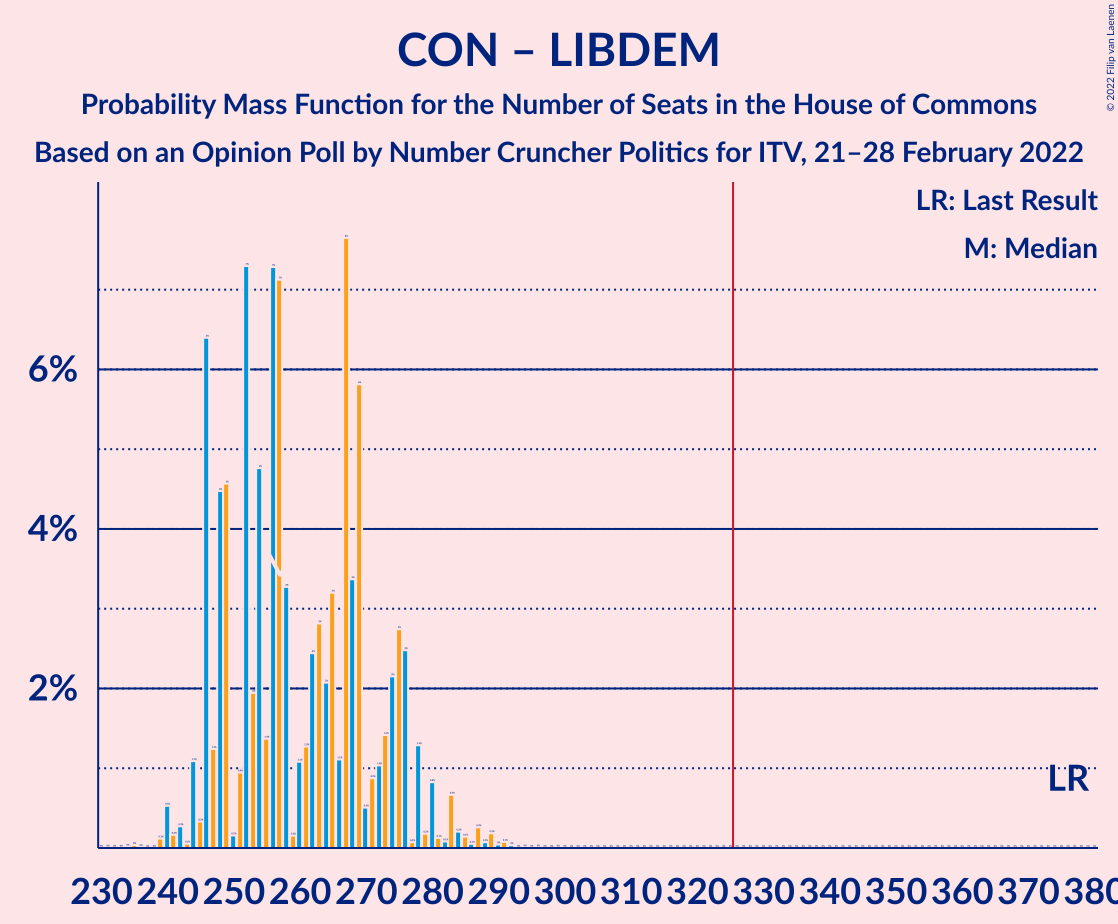 CON – LIBDEM
Probability Mass Function for the Number of Seats in the House of Commons
Based on an Opinion Poll by Number Cruncher Politics for ITV, 21–28 February 2022
© 2022 Filip van Laenen
LR: Last Result
M: Median
6%
4%
2%
LR
230 240 250 260 270 280 290 300 310 320 330 340 350 360 370 380